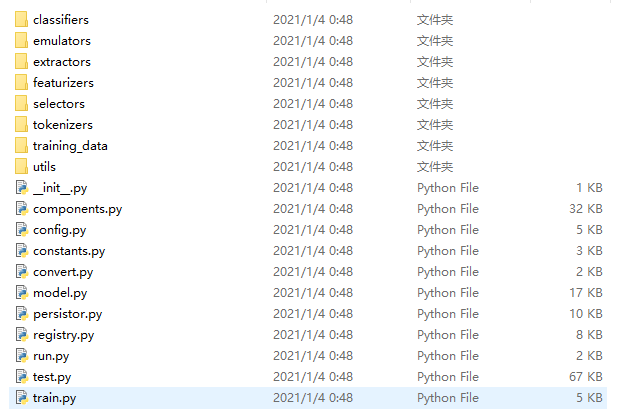 classifiers 2021/1/4 0:48 文件夹
emulators 2021/1/4 0:48 文件夹
extractors 2021/1/4 0:48 文件夹
featurizers 2021/1/4 0:48 文件夹
selectors 2021/1/4 0:48 文件夹
tokenizers 2021/1/4 0:48 文件夹
training_data 2021/1/4 0:48 文件夹
utils 2021/1/4 0:48 文件夹
__init__.py 2021/1/4 0:48 Python File 1 KB
components.py 2021/1/4 0:48 Python File 32 KB
config.py 2021/1/4 0:48 Python File 5 KB
constants.py 2021/1/4 0:48 Python File 3 KB
convert.py 2021/1/4 0:48 Python File 2 KB
model.py 2021/1/4 0:48 Python File 17 KB
persistor.py 2021/1/4 0:48 Python File 10 KB
registry.py 2021/1/4 0:48 Python File 8 KB
run.py 2021/1/4 0:48 Python File 2 KB
test.py 2021/1/4 0:48 Python File 67 KB
train.py 2021/1/4 0:48 Python File 5 KB